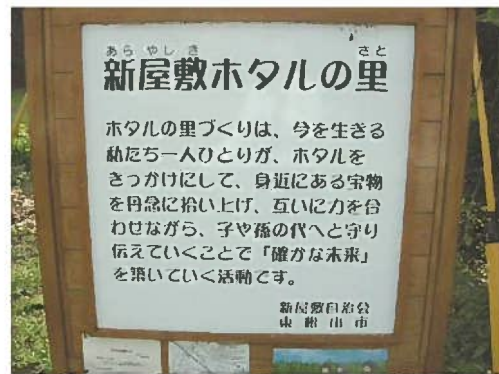 あらやしき さと
新屋敷ホタルの里
ホタルの里づくりは、今を生きる
私たち一人ひとりが、ホタルを
きっかけにして、身近にある宝物
を丹念に拾い上げ、互いに力を合
わせながら、子や孫の代へと守り
伝えていくことで「確かな未来」
を築いていく活動です。
新屋敷自治会
東松山市